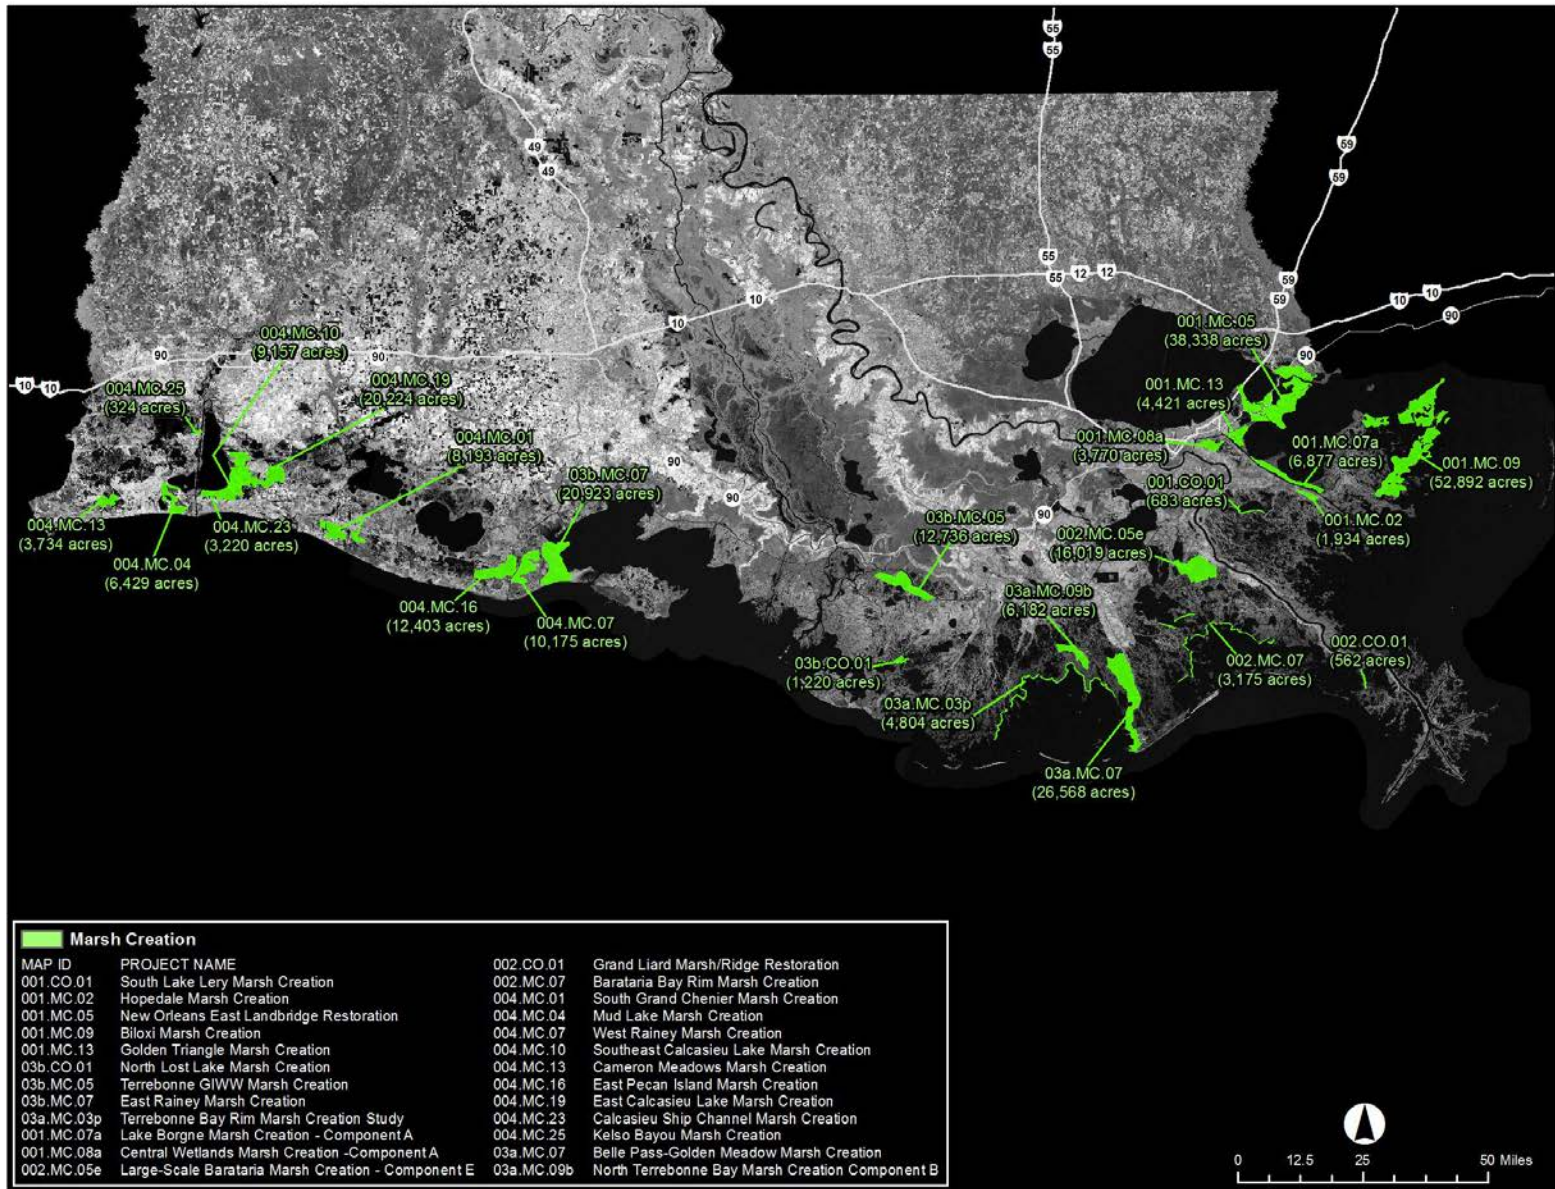 55
55
59
49
49
59
55
55
12
12
59
59
10
10
10
10
90
001.MC.05
(38,338 acres)
004.MC.10
(9,157 acres)
90
90
90
10
10
004.MC.25
(324 acres)
004.MC.19
(20,224 acres)
001.MC.13
(4,421 acres)
004.MC.01
(8,193 acres)
001.MC.08a
(3,770 acres)
001.MC.07a
(6,877 acres)
001.MC.09
(52,892 acres)
90
03b.MC.07
(20,923 acres)
001.CO.01
(683 acres)
90
90
004.MC.13
(3,734 acres)
004.MC.23
(3,220 acres)
03b.MC.05
(12,736 acres)
002.MC.05e
(16,019 acres)
001.MC.02
(1,934 acres)
004.MC.04
(6,429 acres)
004.MC.16
(12,403 acres)
004.MC.07
(10,175 acres)
03a.MC.09b
(6,182 acres)
03b.CO.01
(1,220 acres)
002.MC.07
(3,175 acres)
002.CO.01
(562 acres)
03a.MC.03p
(4,804 acres)
03a.MC.07
(26,568 acres)
Marsh Creation
MAP ID PROJECT NAME
001.CO.01 South Lake Lery Marsh Creation
001.MC.02 Hopedale Marsh Creation
001.MC.05 New Orleans East Landbridge Restoration
001.MC.09 Biloxi Marsh Creation
001.MC.13 Golden Triangle Marsh Creation
03b.CO.01 North Lost Lake Marsh Creation
03b.MC.05 Terrebonne GIWW Marsh Creation
03b.MC.07 East Rainey Marsh Creation
03a.MC.03p Terrebonne Bay Rim Marsh Creation Study
001.MC.07a Lake Borgne Marsh Creation - Component A
001.MC.08a Central Wetlands Marsh Creation -Component A
002.MC.05e Large-Scale Barataria Marsh Creation - Component E
002.CO.01 Grand Liard Marsh/Ridge Restoration
002.MC.07 Barataria Bay Rim Marsh Creation
004.MC.01 South Grand Chenier Marsh Creation
004.MC.04 Mud Lake Marsh Creation
004.MC.07 West Rainey Marsh Creation
004.MC.10 Southeast Calcasieu Lake Marsh Creation
004.MC.13 Cameron Meadows Marsh Creation
004.MC.16 East Pecan Island Marsh Creation
004.MC.19 East Calcasieu Lake Marsh Creation
004.MC.23 Calcasieu Ship Channel Marsh Creation
004.MC.25 Kelso Bayou Marsh Creation
03a.MC.07 Belle Pass-Golden Meadow Marsh Creation
03a.MC.09b North Terrebonne Bay Marsh Creation Component B
0 12.5 25 50 Miles